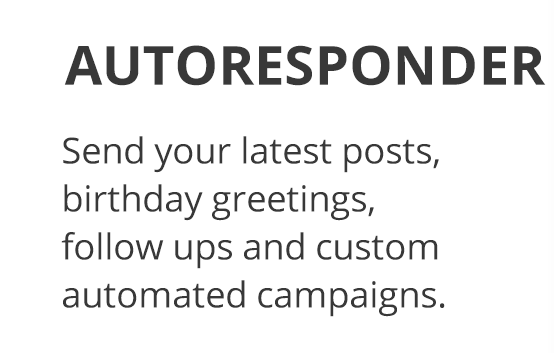 AUTORESPONDER
Send your latest posts,
birthday greetings,
follow ups and custom
automated campaigns.